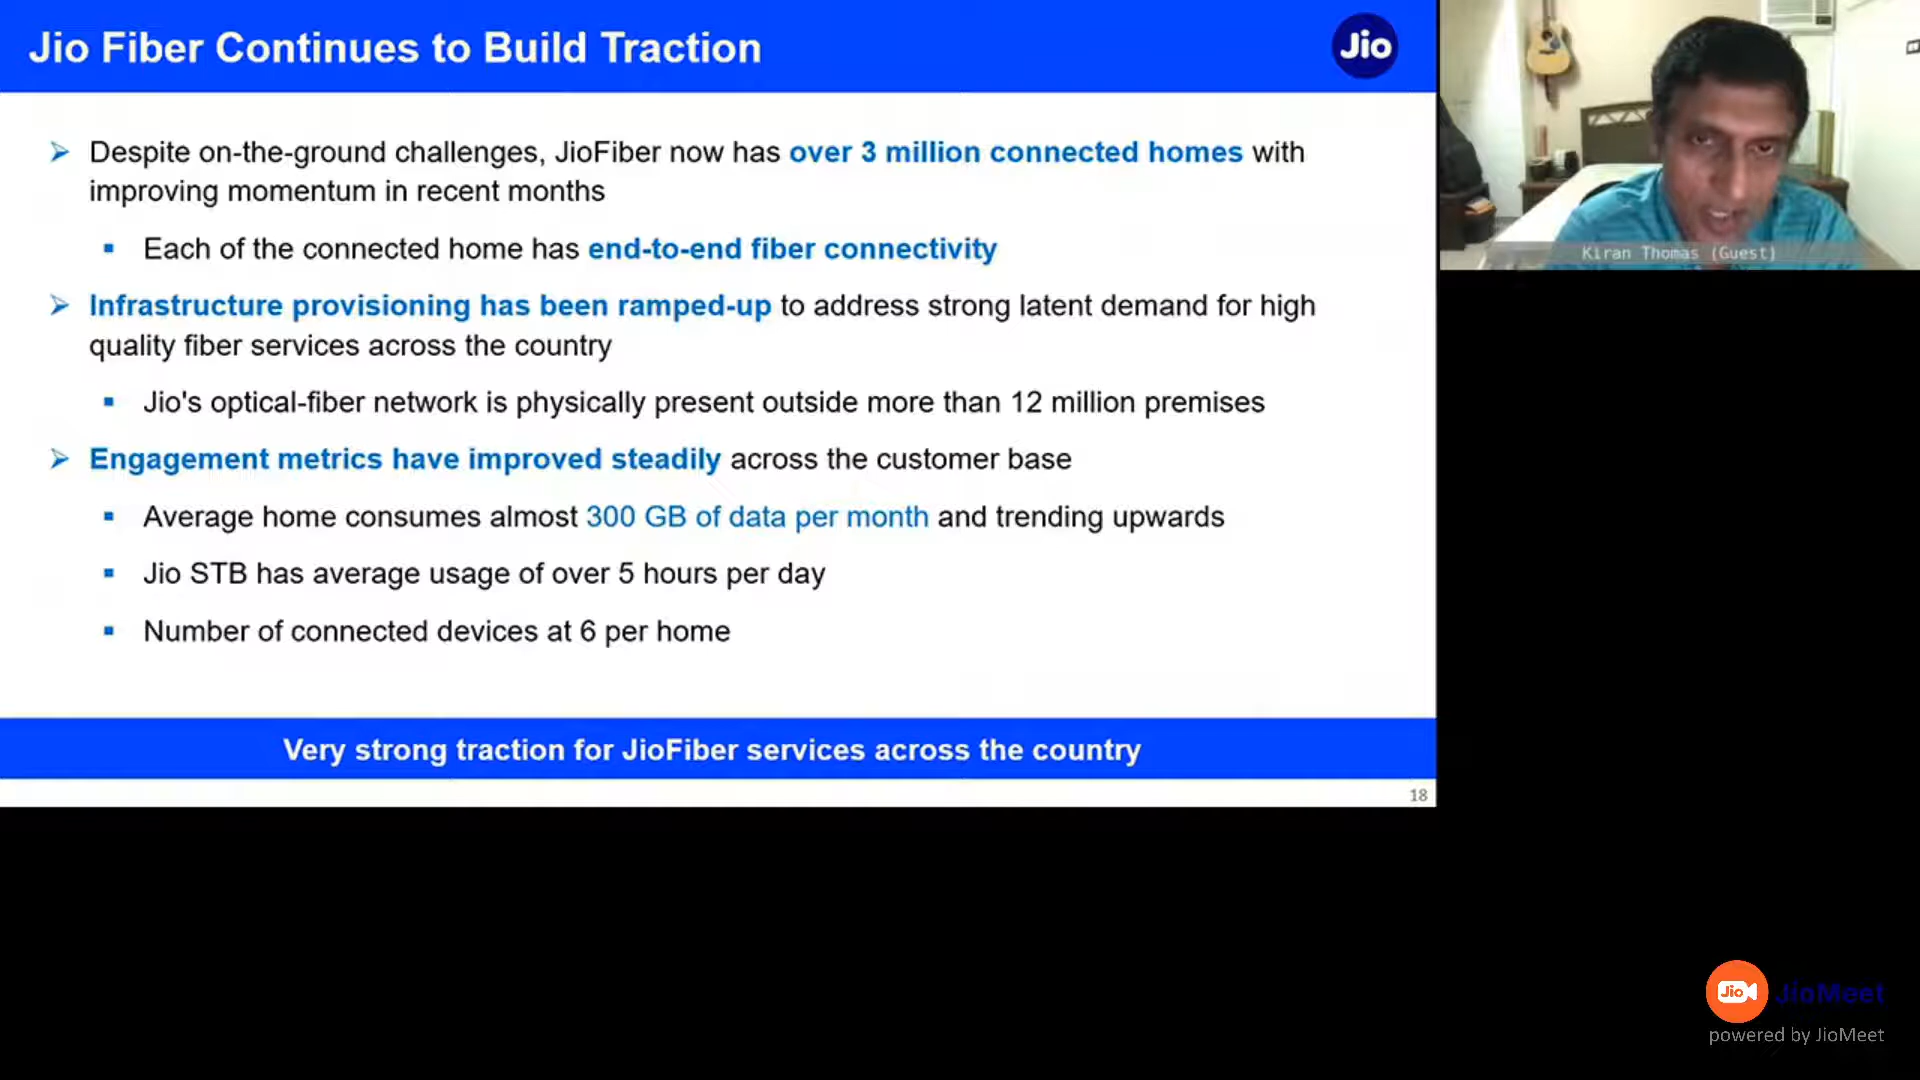 Jio Fiber Continues to Build Traction
Jio
Despite on-the-ground challenges, JioFiber now has over 3 million connected homes with
improving momentum in recent months
Each of the connected home has end-to-end fiber connectivity
Infrastructure provisioning has been ramped-up to address strong latent demand for high
quality fiber services across the country
Jio's optical-fiber network is physically present outside more than 12 million premises
Engagement metrics have improved steadily across the customer base
Average home consumes almost 300 GB of data per month and trending upwards
Jio STB has average usage of over 5 hours per day
Number of connected devices at 6 per home
Very strong traction for JioFiber services across the country
18
Kiran Thomas (Guest)
Jio
JioMeet
powered by JioMeet